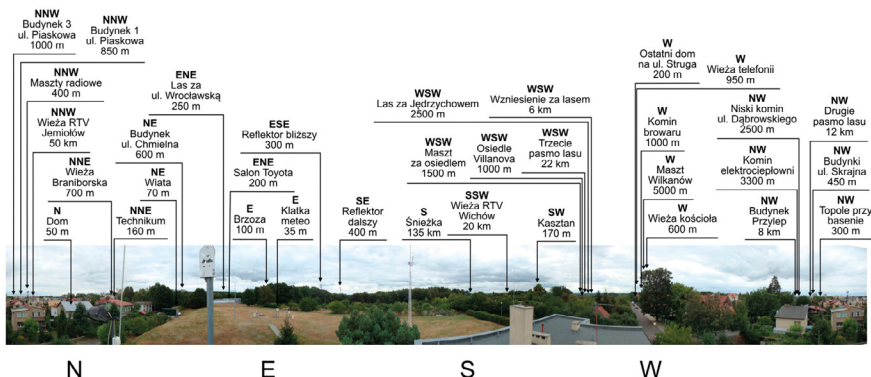 NNW
Budynek 3
ul. Piaskowa
1000 m
NNW
Budynek 1
ul. Piaskowa
850 m
NNW
Maszty radiowe
400 m
NNW
Wieża RTV
Jemiołów
50 km
NNE
Wieża
Braniborska
700 m
N
Dom
50 m
ENE
Las za
ul. Wrocławską
250 m
NE
Budynek
ul. Chmielna
600 m
NE
Wiata
70 m
NNE
Technikum
160 m
ESE
Reflektor bliższy
300 m
ENE
Salon Toyota
200 m
E
Brzoza
100 m
E
Klatka
meteo
35 m
SE
Reflektor
dalszy
400 m
WSW
Las za Jędrzychowem
2500 m
WSW
Wzniesienie za lasem
6 km
WSW
Maszt
za osiedlem
1500 m
WSW
Osiedle
Villanova
1000 m
WSW
Trzecie
pasmo lasu
22 km
S
Śnieżka
135 km
SSW
Wieża RTV
Wichów
20 km
SW
Kasztan
170 m
W
Ostatni dom
na ul. Struga
200 m
W
Wieża telefonii
950 m
W
Komin
browaru
1000 m
W
Maszt
Wilkanów
5000 m
W
Wieża kościoła
600 m
NW
Niski komin
ul. Dąbrowskiego
2500 m
NW
Komin
elektrociepłowni
3300 m
NW
Budynek
Przylep
8 km
NW
Drugie
pasmo lasu
12 km
NW
Budynki
ul. Skrajna
450 m
NW
Topole przy
basenie
300 m
N
E
S
W